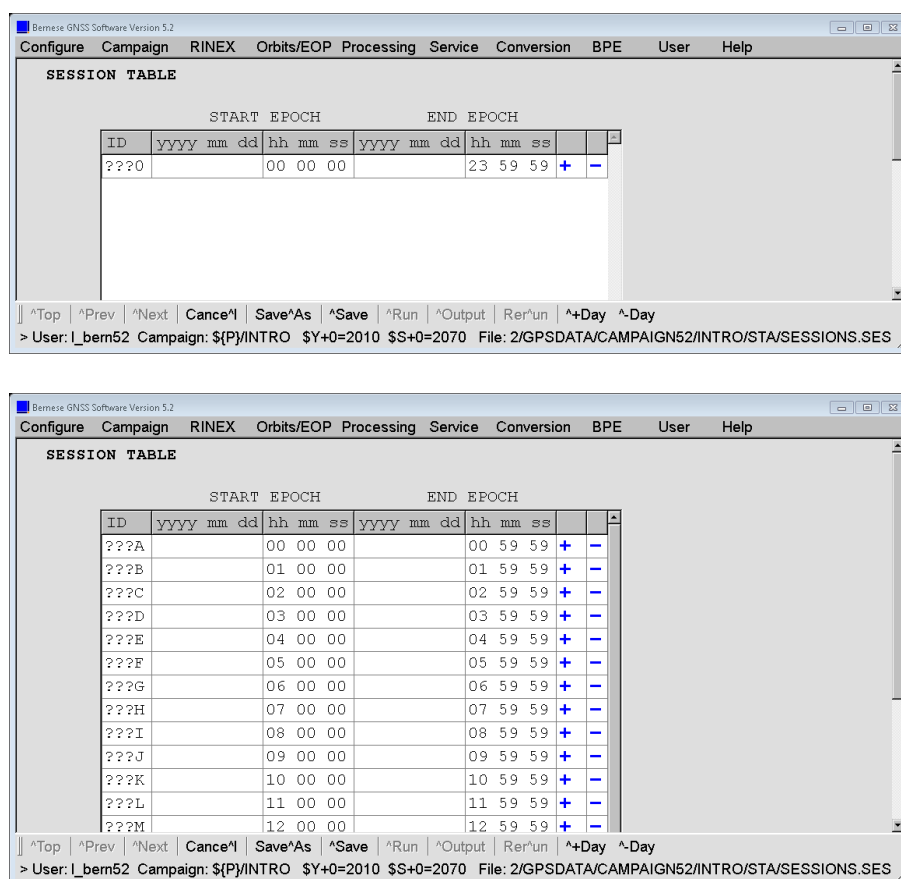 Bernese GNSS Software Version 5.2
Configure Campaign RINEX Orbits/EOP Processing Service Conversion BPE User Help
SESSION TABLE
START EPOCH END EPOCH
ID yyyy mm dd hh mm ss yyyy mm dd hh mm ss
???0 00 00 00 23 59 59 + −
^Top ^Prev ^Next Cance^l Save^As ^Save ^Run ^Output Rer^un ^+Day ^-Day
> User: l_bern52 Campaign: ${P}/INTRO $Y+0=2010 $S+0=2070 File: 2/GPSDATA/CAMPAIGN52/INTRO/STA/SESSIONS.SES
Bernese GNSS Software Version 5.2
Configure Campaign RINEX Orbits/EOP Processing Service Conversion BPE User Help
SESSION TABLE
START EPOCH END EPOCH
ID yyyy mm dd hh mm ss yyyy mm dd hh mm ss
???A 00 00 00 00 59 59 + −
???B 01 00 00 01 59 59 + −
???C 02 00 00 02 59 59 + −
???D 03 00 00 03 59 59 + −
???E 04 00 00 04 59 59 + −
???F 05 00 00 05 59 59 + −
???G 06 00 00 06 59 59 + −
???H 07 00 00 07 59 59 + −
???I 08 00 00 08 59 59 + −
???J 09 00 00 09 59 59 + −
???K 10 00 00 10 59 59 + −
???L 11 00 00 11 59 59 + −
???M 12 00 00 12 59 59 + −
^Top ^Prev ^Next Cance^l Save^As ^Save ^Run ^Output Rer^un ^+Day ^-Day
> User: l_bern52 Campaign: ${P}/INTRO $Y+0=2010 $S+0=2070 File: 2/GPSDATA/CAMPAIGN52/INTRO/STA/SESSIONS.SES